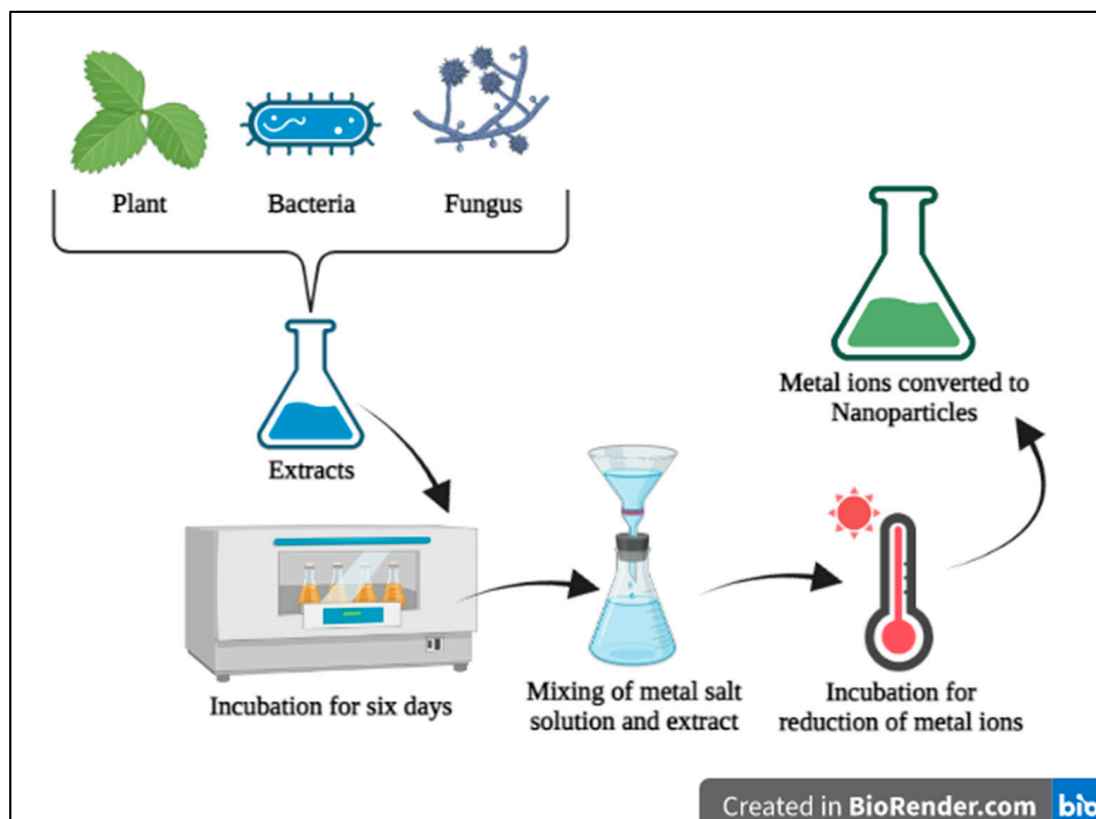 Plant
Bacteria
Fungus
Extracts
Metal ions converted to
Nanoparticles
Incubation for six days
Mixing of metal salt
solution and extract
Incubation for
reduction of metal ions
Created in BioRender.com
bio